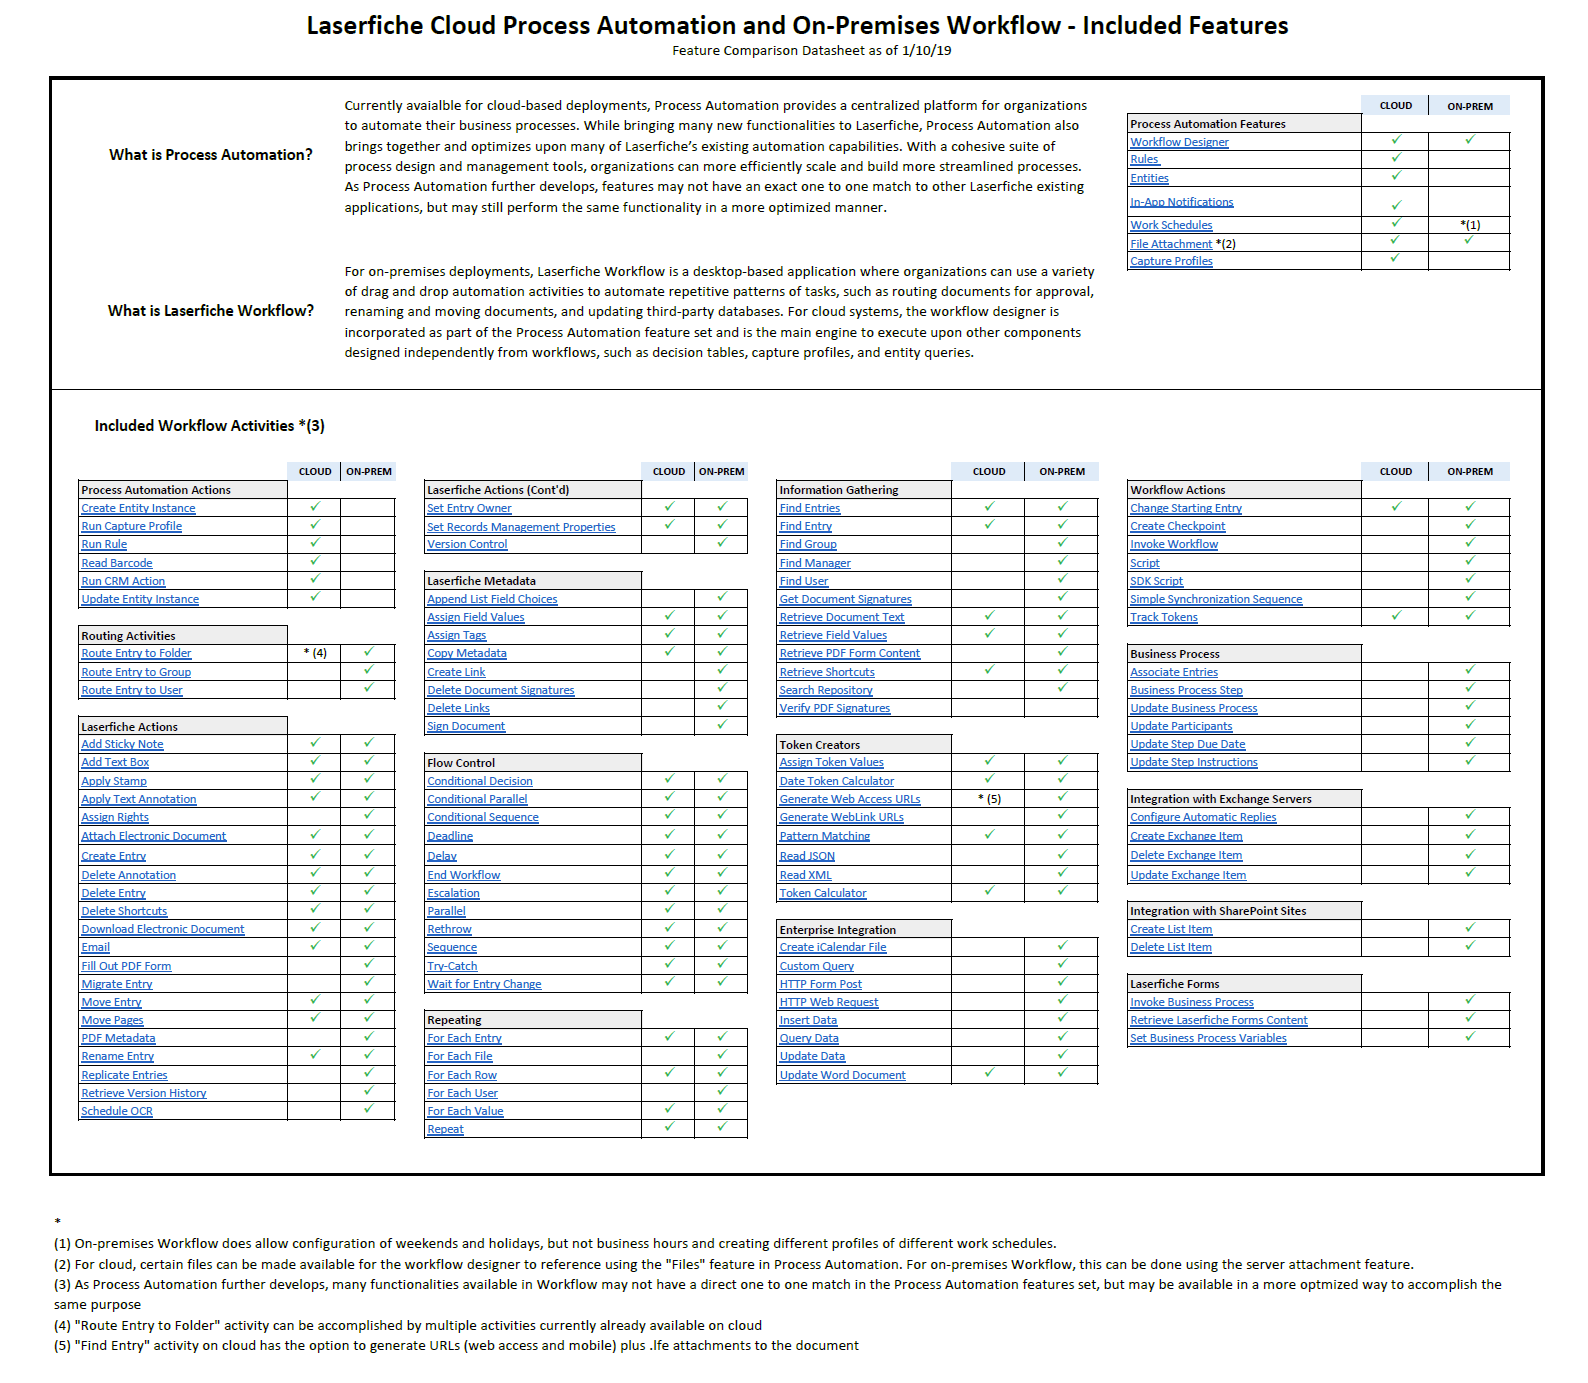 Laserfiche Cloud Process Automation and On-Premises Workflow - Included Features
Feature Comparison Datasheet as of 1/10/19
What is Process Automation?
Currently avaialble for cloud-based deployments, Process Automation provides a centralized platform for organizations
to automate their business processes. While bringing many new functionalities to Laserfiche, Process Automation also
brings together and optimizes upon many of Laserfiche's existing automation capabilities. With a cohesive suite of
process design and management tools, organizations can more efficiently scale and build more streamlined processes.
As Process Automation further develops, features may not have an exact one to one match to other Laserfiche existing
applications, but may still perform the same functionality in a more optimized manner.
What is Laserfiche Workflow?
For on-premises deployments, Laserfiche Workflow is a desktop-based application where organizations can use a variety
of drag and drop automation activities to automate repetitive patterns of tasks, such as routing documents for approval,
renaming and moving documents, and updating third-party databases. For cloud systems, the workflow designer is
incorporated as part of the Process Automation feature set and is the main engine to execute upon other components
designed independently from workflows, such as decision tables, capture profiles, and entity queries.
CLOUD ON-PREM
Process Automation Features
Workflow Designer ✓ ✓
Rules ✓
Entities ✓
In-App Notifications ✓
Work Schedules ✓ *(1)
File Attachment *(2) ✓ ✓
Capture Profiles ✓
Included Workflow Activities *(3)
CLOUD ON-PREM
Process Automation Actions
Create Entity Instance ✓
Run Capture Profile ✓
Run Rule ✓
Read Barcode ✓
Run CRM Action ✓
Update Entity Instance ✓
Routing Activities
Route Entry to Folder * (4) ✓
Route Entry to Group ✓
Route Entry to User ✓
Laserfiche Actions
Add Sticky Note ✓ ✓
Add Text Box ✓ ✓
Apply Stamp ✓ ✓
Apply Text Annotation ✓ ✓
Assign Rights ✓
Attach Electronic Document ✓ ✓
Create Entry ✓ ✓
Delete Annotation ✓ ✓
Delete Entry ✓ ✓
Delete Shortcuts ✓ ✓
Download Electronic Document ✓ ✓
Email ✓ ✓
Fill Out PDF Form ✓
Migrate Entry ✓
Move Entry ✓ ✓
Move Pages ✓ ✓
PDF Metadata ✓
Rename Entry ✓ ✓
Replicate Entries ✓
Retrieve Version History ✓
Schedule OCR ✓
CLOUD ON-PREM
Laserfiche Actions (Cont'd)
Set Entry Owner ✓ ✓
Set Records Management Properties ✓ ✓
Version Control ✓
Laserfiche Metadata
Append List Field Choices ✓
Assign Field Values ✓ ✓
Assign Tags ✓ ✓
Copy Metadata ✓ ✓
Create Link ✓
Delete Document Signatures ✓
Delete Links ✓
Sign Document ✓
Flow Control
Conditional Decision ✓ ✓
Conditional Parallel ✓ ✓
Conditional Sequence ✓ ✓
Deadline ✓ ✓
Delay ✓ ✓
End Workflow ✓ ✓
Escalation ✓ ✓
Parallel ✓ ✓
Rethrow ✓ ✓
Sequence ✓ ✓
Try-Catch ✓ ✓
Wait for Entry Change ✓ ✓
Repeating
For Each Entry ✓ ✓
For Each File ✓
For Each Row ✓ ✓
For Each User ✓
For Each Value ✓ ✓
Repeat ✓ ✓
CLOUD ON-PREM
Information Gathering
Find Entries ✓ ✓
Find Entry ✓ ✓
Find Group ✓
Find Manager ✓
Find User ✓
Get Document Signatures ✓
Retrieve Document Text ✓ ✓
Retrieve Field Values ✓ ✓
Retrieve PDF Form Content ✓
Retrieve Shortcuts ✓ ✓
Search Repository ✓
Verify PDF Signatures
Token Creators
Assign Token Values ✓ ✓
Date Token Calculator ✓ ✓
Generate Web Access URLs * (5) ✓
Generate WebLink URLs ✓
Pattern Matching ✓ ✓
Read JSON ✓
Read XML ✓
Token Calculator ✓ ✓
Enterprise Integration
Create iCalendar File ✓
Custom Query ✓
HTTP Form Post ✓
HTTP Web Request ✓
Insert Data ✓
Query Data ✓
Update Data ✓
Update Word Document ✓ ✓
CLOUD ON-PREM
Workflow Actions
Change Starting Entry ✓ ✓
Create Checkpoint ✓
Invoke Workflow ✓
Script ✓
SDK Script ✓
Simple Synchronization Sequence ✓
Track Tokens ✓ ✓
Business Process
Associate Entries ✓
Business Process Step ✓
Update Business Process ✓
Update Participants ✓
Update Step Due Date ✓
Update Step Instructions ✓
Integration with Exchange Servers
Configure Automatic Replies ✓
Create Exchange Item ✓
Delete Exchange Item ✓
Update Exchange Item ✓
Integration with SharePoint Sites
Create List Item ✓
Delete List Item ✓
Laserfiche Forms
Invoke Business Process ✓
Retrieve Laserfiche Forms Content ✓
Set Business Process Variables ✓
*
(1) On-premises Workflow does allow configuration of weekends and holidays, but not business hours and creating different profiles of different work schedules.
(2) For cloud, certain files can be made available for the workflow designer to reference using the "Files" feature in Process Automation. For on-premises Workflow, this can be done using the server attachment feature.
(3) As Process Automation further develops, many functionalities available in Workflow may not have a direct one to one match in the Process Automation features set, but may be available in a more optmized way to accomplish the
same purpose
(4) "Route Entry to Folder" activity can be accomplished by multiple activities currently already available on cloud
(5) "Find Entry" activity on cloud has the option to generate URLs (web access and mobile) plus .lfe attachments to the document